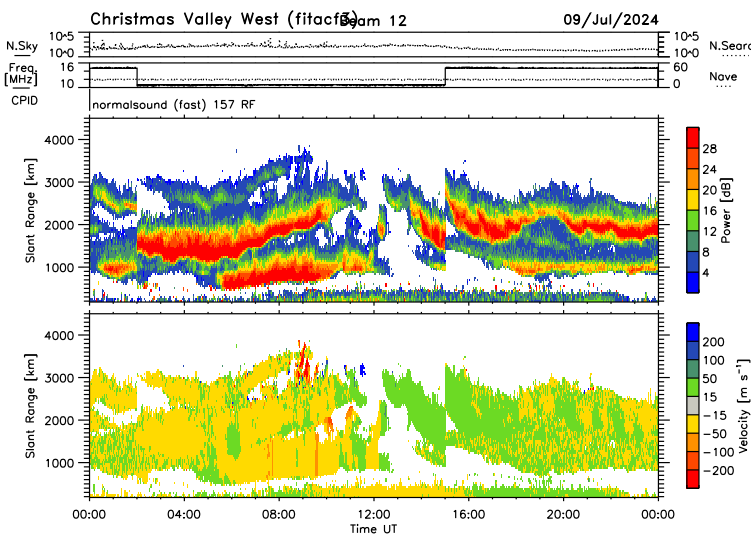 Christmas Valley West (fitacf3) Beam 12 09/Jul/2024
N.Sky 10^5 10^5 N.Searc
10^0 10^0
Freq [MHz] 16 60 Nave
10 0
CPID normalsound (fast) 157 RF
Slant Range [km] 4000 3000 2000 1000
Power [dB] 28 24 20 16 12 8 4
Slant Range [km] 4000 3000 2000 1000
Velocity [m s⁻¹] 200 100 50 15 -15 -50 -100 -200
00:00 04:00 08:00 12:00 16:00 20:00 00:00
Time UT